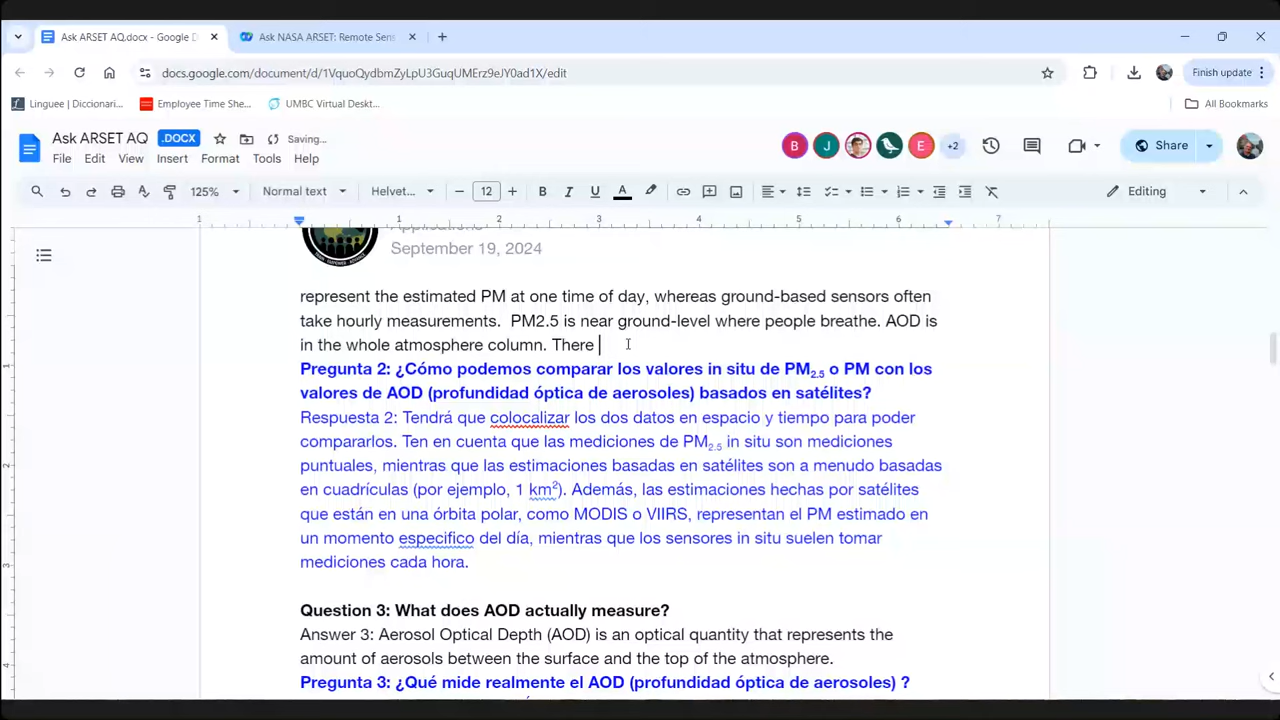 Ask ARSET AQ.docx - Google D
Ask NASA ARSET: Remote Sens
docs.google.com/document/d/1VquoQydbmZyLpU3GuqUMErz9eJY0ad1X/edit
Finish update
Linguee | Diccionari...
Employee Time She...
UMBC Virtual Deskt...
All Bookmarks
Ask ARSET AQ .DOCX Saving...
B J E +2
Share
File Edit View Insert Format Tools Help
125% Normal text Helvet... 12 B I U A
Editing
1 1 2 3 4 5 6 7
September 19, 2024
represent the estimated PM at one time of day, whereas ground-based sensors often
take hourly measurements. PM2.5 is near ground-level where people breathe. AOD is
in the whole atmosphere column. There
Pregunta 2: ¿Cómo podemos comparar los valores in situ de PM2.5 o PM con los
valores de AOD (profundidad óptica de aerosoles) basados en satélites?
Respuesta 2: Tendrá que colocalizar los dos datos en espacio y tiempo para poder
compararlos. Ten en cuenta que las mediciones de PM2.5 in situ son mediciones
puntuales, mientras que las estimaciones basadas en satélites son a menudo basadas
en cuadrículas (por ejemplo, 1 km²). Además, las estimaciones hechas por satélites
que están en una órbita polar, como MODIS o VIIRS, representan el PM estimado en
un momento especifico del día, mientras que los sensores in situ suelen tomar
mediciones cada hora.
Question 3: What does AOD actually measure?
Answer 3: Aerosol Optical Depth (AOD) is an optical quantity that represents the
amount of aerosols between the surface and the top of the atmosphere.
Pregunta 3: ¿Qué mide realmente el AOD (profundidad óptica de aerosoles) ?